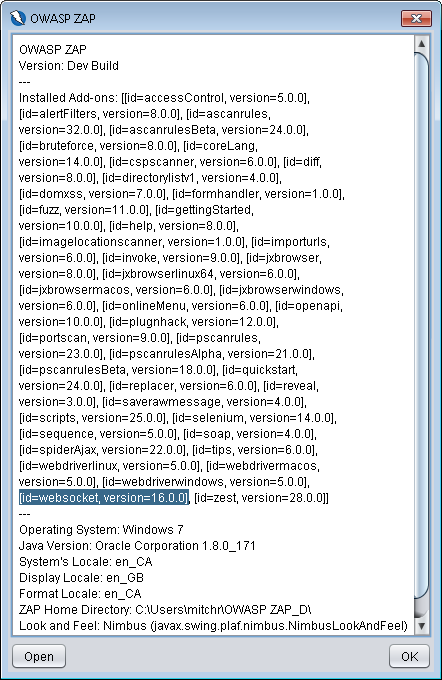 OWASP ZAP
OWASP ZAP
Version: Dev Build
---
Installed Add-ons: [[id=accessControl, version=5.0.0],
[id=alertFilters, version=8.0.0], [id=ascanrules,
version=32.0.0], [id=ascanrulesBeta, version=24.0.0],
[id=bruteforce, version=8.0.0], [id=coreLang,
version=14.0.0], [id=cspscanner, version=6.0.0], [id=diff,
version=8.0.0], [id=directorylistv1, version=4.0.0],
[id=domxss, version=7.0.0], [id=formhandler, version=1.0.0],
[id=fuzz, version=11.0.0], [id=gettingStarted,
version=10.0.0], [id=help, version=8.0.0],
[id=imagelocationscanner, version=1.0.0], [id=importurls,
version=6.0.0], [id=invoke, version=9.0.0], [id=jxbrowser,
version=8.0.0], [id=jxbrowserlinux64, version=6.0.0],
[id=jxbrowsermacos, version=6.0.0], [id=jxbrowserwindows,
version=6.0.0], [id=onlineMenu, version=6.0.0], [id=openapi,
version=10.0.0], [id=plugnhack, version=12.0.0],
[id=portscan, version=9.0.0], [id=pscanrules,
version=23.0.0], [id=pscanrulesAlpha, version=21.0.0],
[id=pscanrulesBeta, version=18.0.0], [id=quickstart,
version=24.0.0], [id=replacer, version=6.0.0], [id=reveal,
version=3.0.0], [id=saverawmessage, version=4.0.0],
[id=scripts, version=25.0.0], [id=selenium, version=14.0.0],
[id=sequence, version=5.0.0], [id=soap, version=4.0.0],
[id=spiderAjax, version=22.0.0], [id=tips, version=6.0.0],
[id=webdriverlinux, version=5.0.0], [id=webdrivermacos,
version=5.0.0], [id=webdriverwindows, version=5.0.0],
[id=websocket, version=16.0.0], [id=zest, version=28.0.0]]
---
Operating System: Windows 7
Java Version: Oracle Corporation 1.8.0_171
System's Locale: en_CA
Display Locale: en_GB
Format Locale: en_CA
ZAP Home Directory: C:\Users\mitchr\OWASP ZAP_D\
Look and Feel: Nimbus (javax.swing.plaf.nimbus.NimbusLookAndFeel)
Open
OK